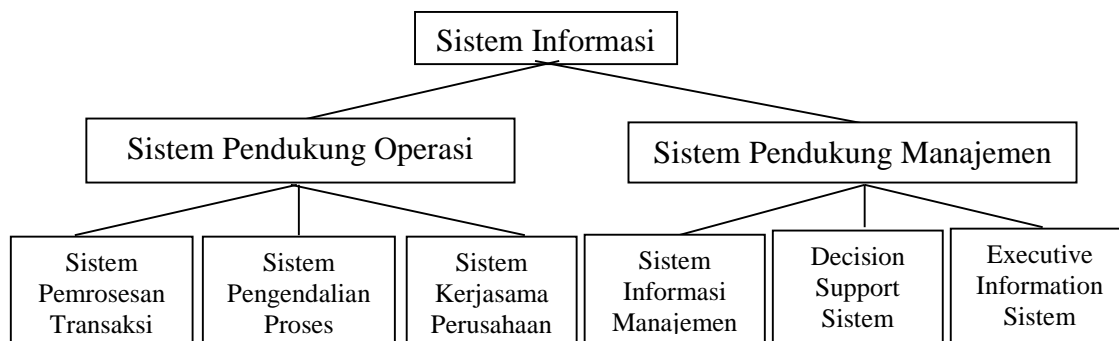 Sistem Informasi
Sistem Pendukung Operasi
Sistem Pendukung Manajemen
Sistem
Pemrosesan
Transaksi
Sistem
Pengendalian
Proses
Sistem
Kerjasama
Perusahaan
Sistem
Informasi
Manajemen
Decision
Support
Sistem
Executive
Information
Sistem